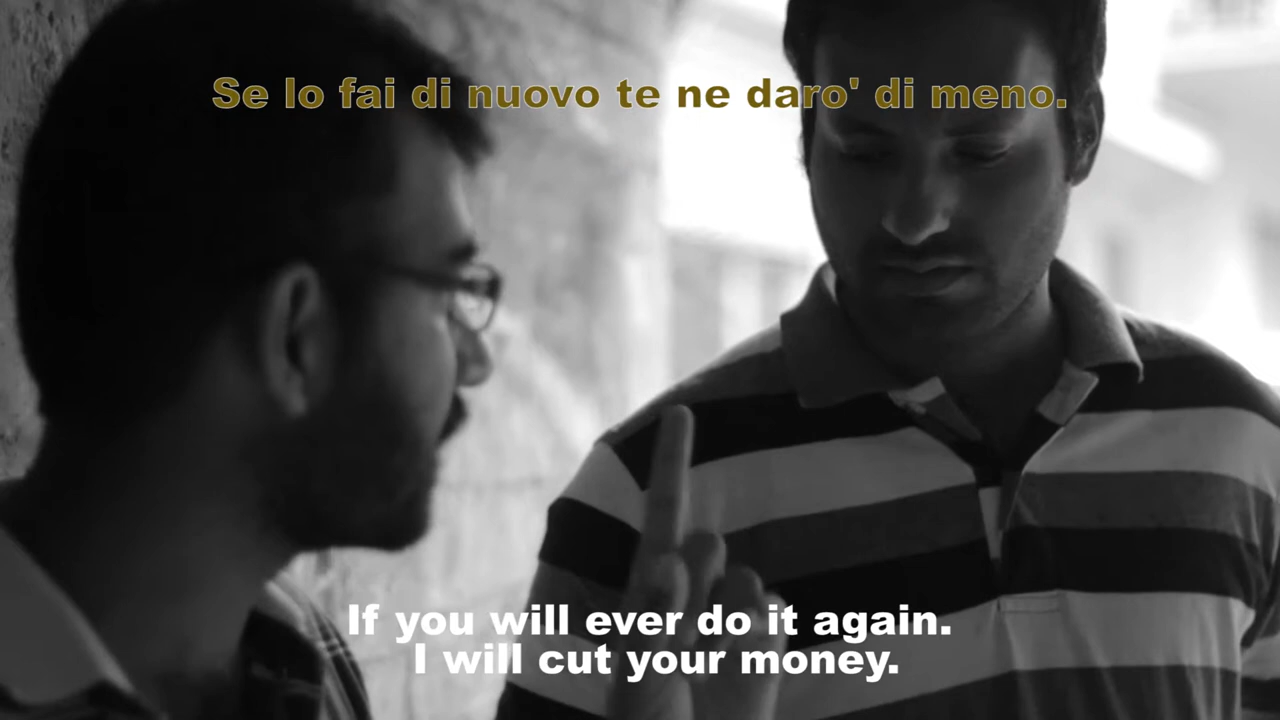 Se lo fai di nuovo te ne daro' di meno.
If you will ever do it again.
I will cut your money.